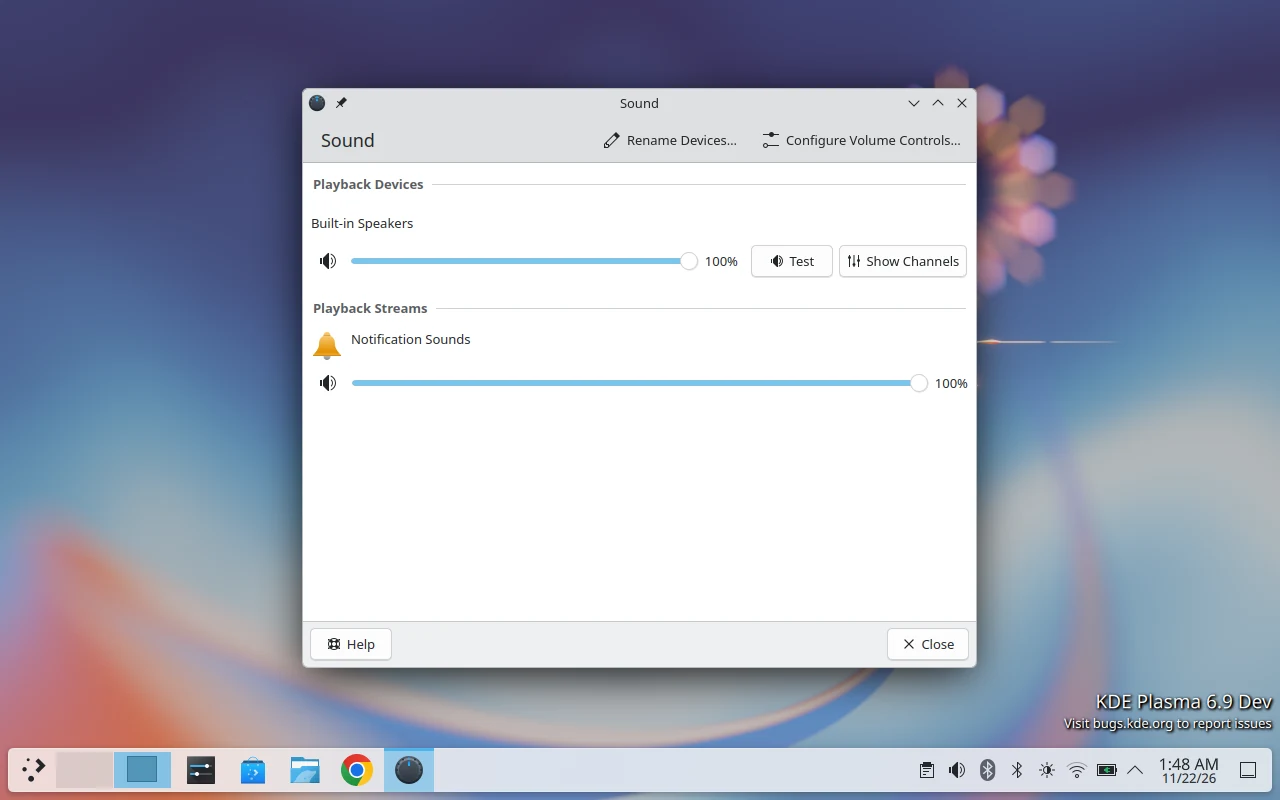 Sound
Sound
Rename Devices...
Configure Volume Controls...
Playback Devices
Built-in Speakers
100%
Test
Show Channels
Playback Streams
Notification Sounds
100%
Help
Close
KDE Plasma 6.9 Dev
Visit bugs.kde.org to report issues
1:48 AM
11/22/26